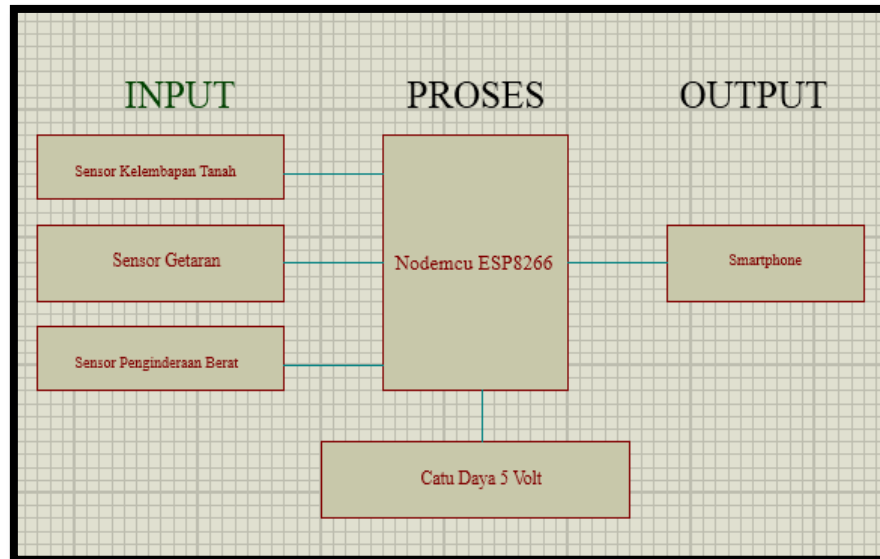 INPUT
PROSES
OUTPUT
Sensor Kelembapan Tanah
Sensor Getaran
Nodemcu ESP8266
Smartphone
Sensor Penginderaan Berat
Catu Daya 5 Volt